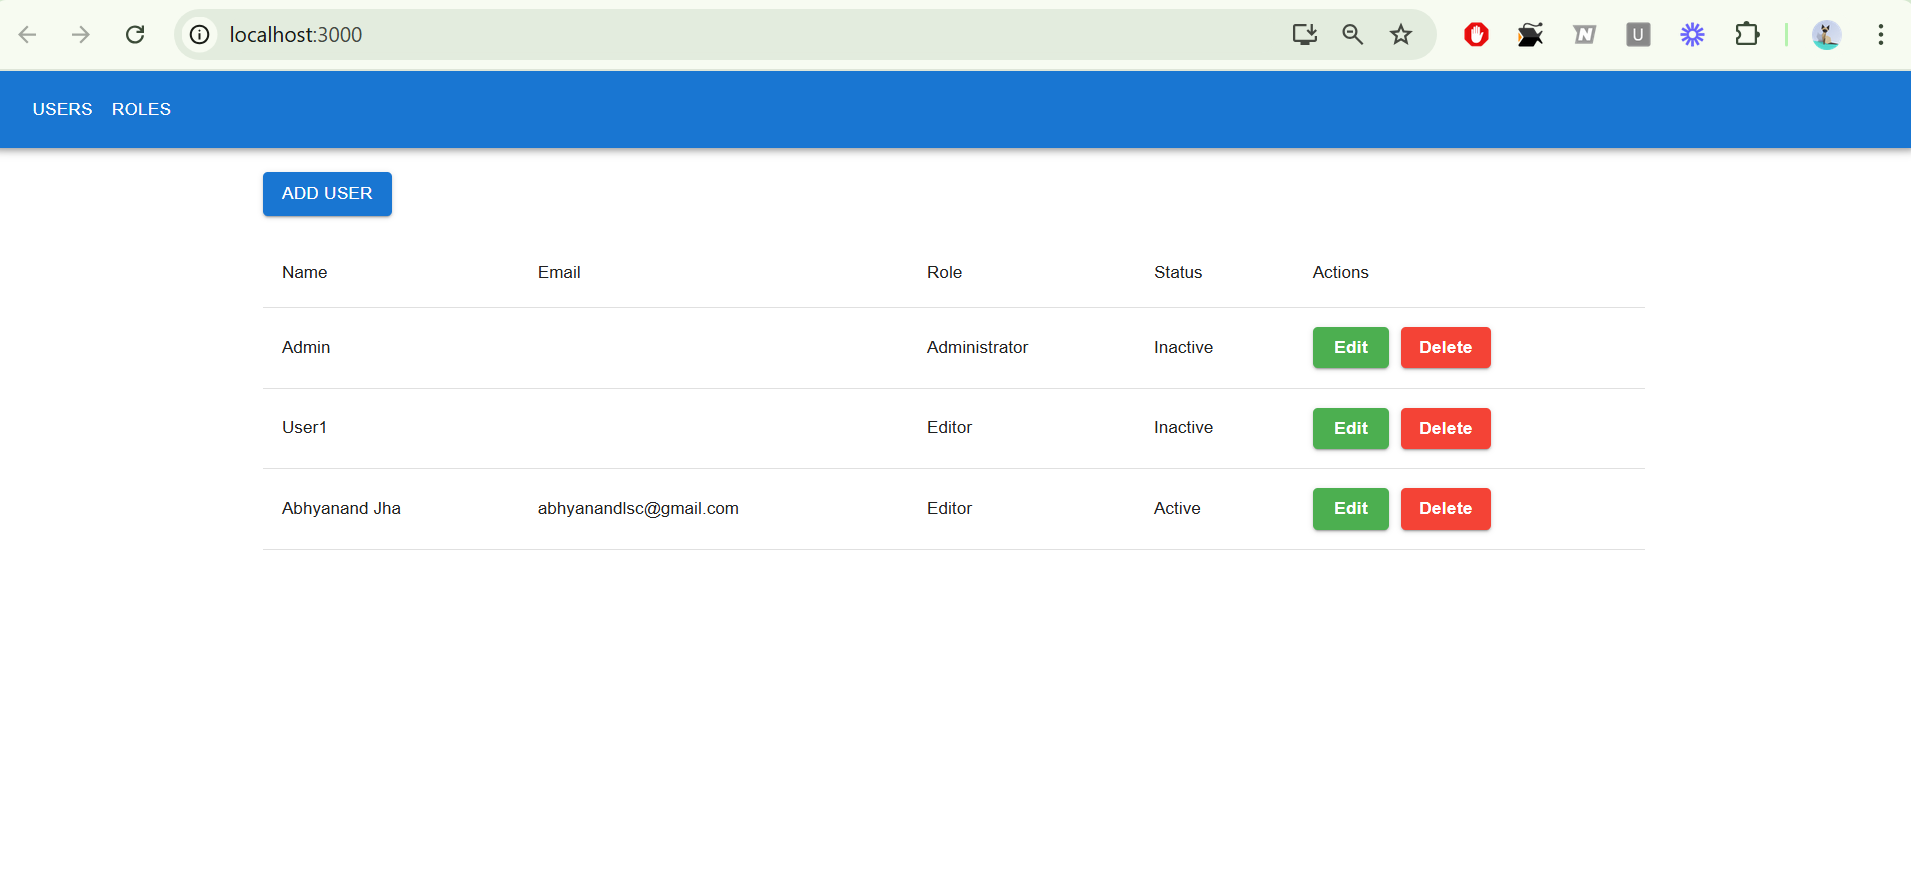 localhost:3000
N U
USERS ROLES
ADD USER
Name Email Role Status Actions
Admin Administrator Inactive Edit Delete
User1 Editor Inactive Edit Delete
Abhyanand Jha abhyanandlsc@gmail.com Editor Active Edit Delete